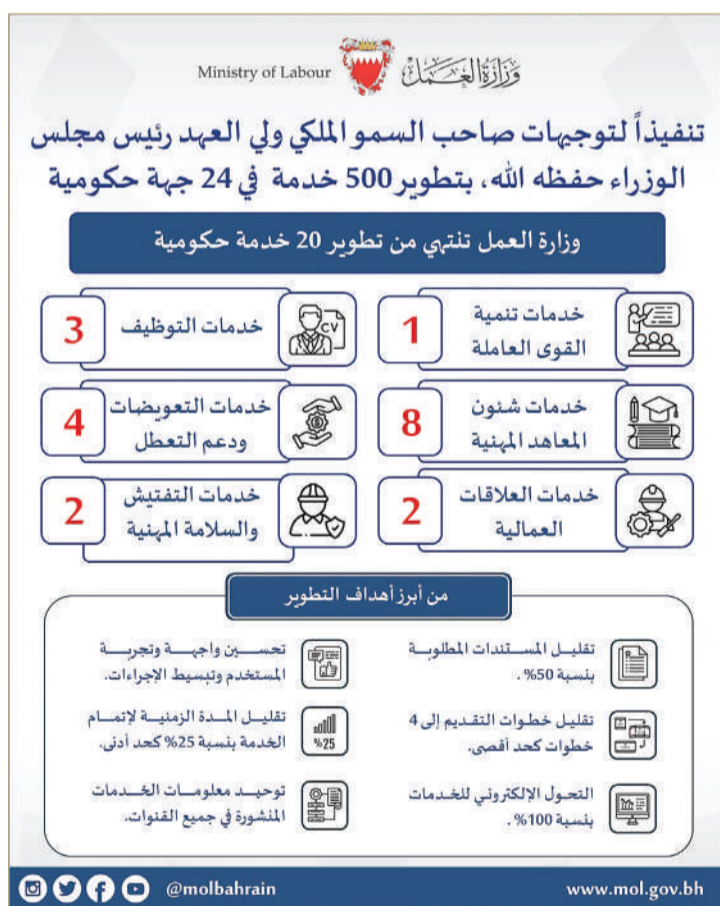 Ministry of Labour
وزارة العمل
تنفيذاً لتوجيهات صاحب السمو الملكي ولي العهد رئيس مجلس
الوزراء حفظه الله، بتطوير 500 خدمة في 24 جهة حكومية
وزارة العمل تنتهي من تطوير 20 خدمة حكومية
خدمات تنمية
القوى العاملة
1
CV
خدمات التوظيف
3
خدمات شئون
المعاهد المهنية
8
خدمات التعويضات
ودعم التعطل
4
خدمات العلاقات
العمالية
2
خدمات التفتيش
والسلامة المهنية
2
من أبرز أهداف التطوير
تقليل المستندات المطلوبة
بنسبة 50% .
تحسين واجهة وتجربة
المستخدم وتبسيط الإجراءات.
تقليل خطوات التقديم إلى 4
خطوات كحد أقصى.
%25
تقليل المدة الزمنية لإتمام
الخدمة بنسبة 25% كحد أدنى.
التحول الإلكتروني للخدمات
بنسبة 100% .
توحيد معلومات الخدمات
المنشورة في جميع القنوات.
@molbahrain
www.mol.gov.bh